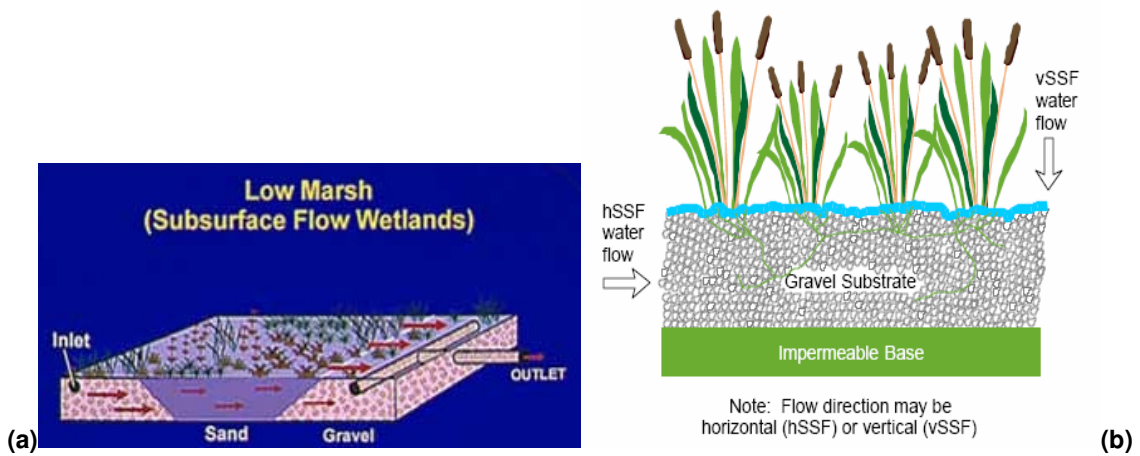 (a)
Low Marsh
(Subsurface Flow Wetlands)
Inlet
OUTLET
Sand
Gravel
vSSF
water
flow
hSSF
water
flow
Gravel Substrate
Impermeable Base
Note: Flow direction may be
horizontal (hSSF) or vertical (vSSF)
(b)